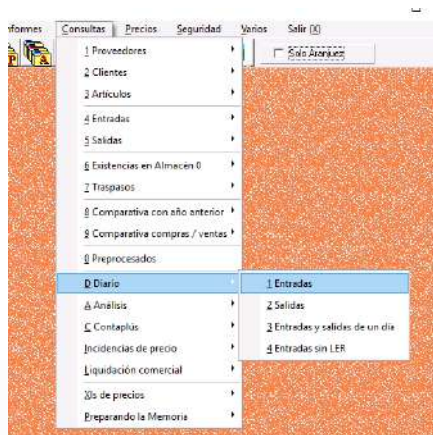 nformes Consultas Precios Seguridad Varios Salir (X)
P A Solo Aranjuez
1 Proveedores
2 Clientes
3 Artículos
4 Entradas
5 Salidas
6 Existencias en Almacén 0
7 Traspasos
8 Comparativa con año anterior
9 Comparativa compras / ventas
0 Preprocesados
D Diario
1 Entradas
A Análisis
2 Salidas
C Contaplús
3 Entradas y salidas de un día
Incidencias de precio
4 Entradas sin LER
Liquidación comercial
Xls de precios
Preparando la Memoria